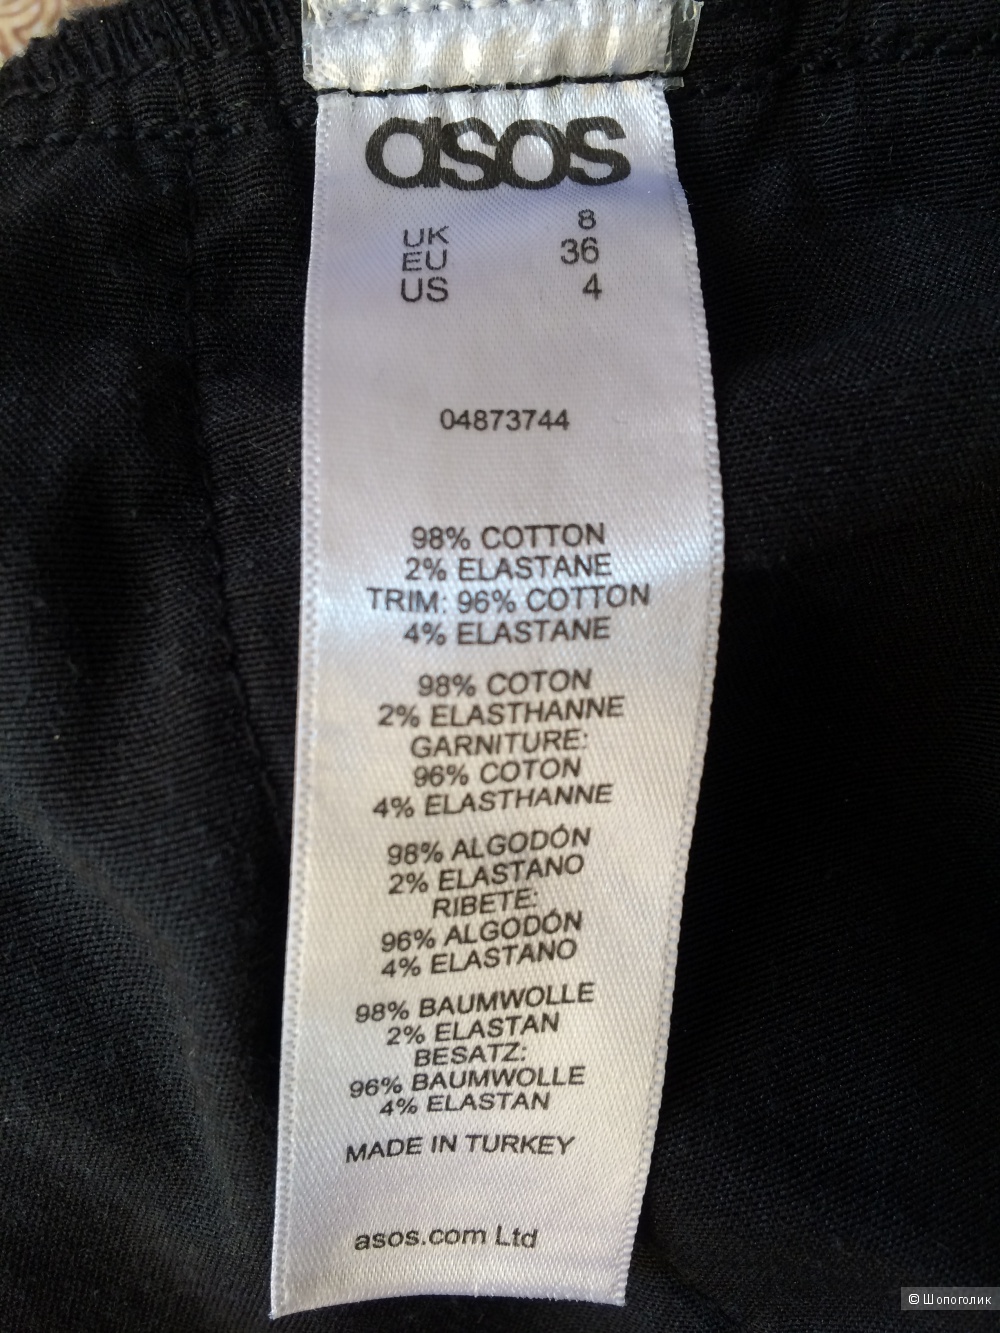 asos
UK 8
EU 36
US 4
04873744
98% COTTON
2% ELASTANE
TRIM: 96% COTTON
4% ELASTANE
98% COTON
2% ELASTHANNE
GARNITURE:
96% COTON
4% ELASTHANNE
98% ALGODÓN
2% ELASTANO
RIBETE:
96% ALGODÓN
4% ELASTANO
98% BAUMWOLLE
2% ELASTAN
BESATZ:
96% BAUMWOLLE
4% ELASTAN
MADE IN TURKEY
asos.com Ltd
© Шопоголик